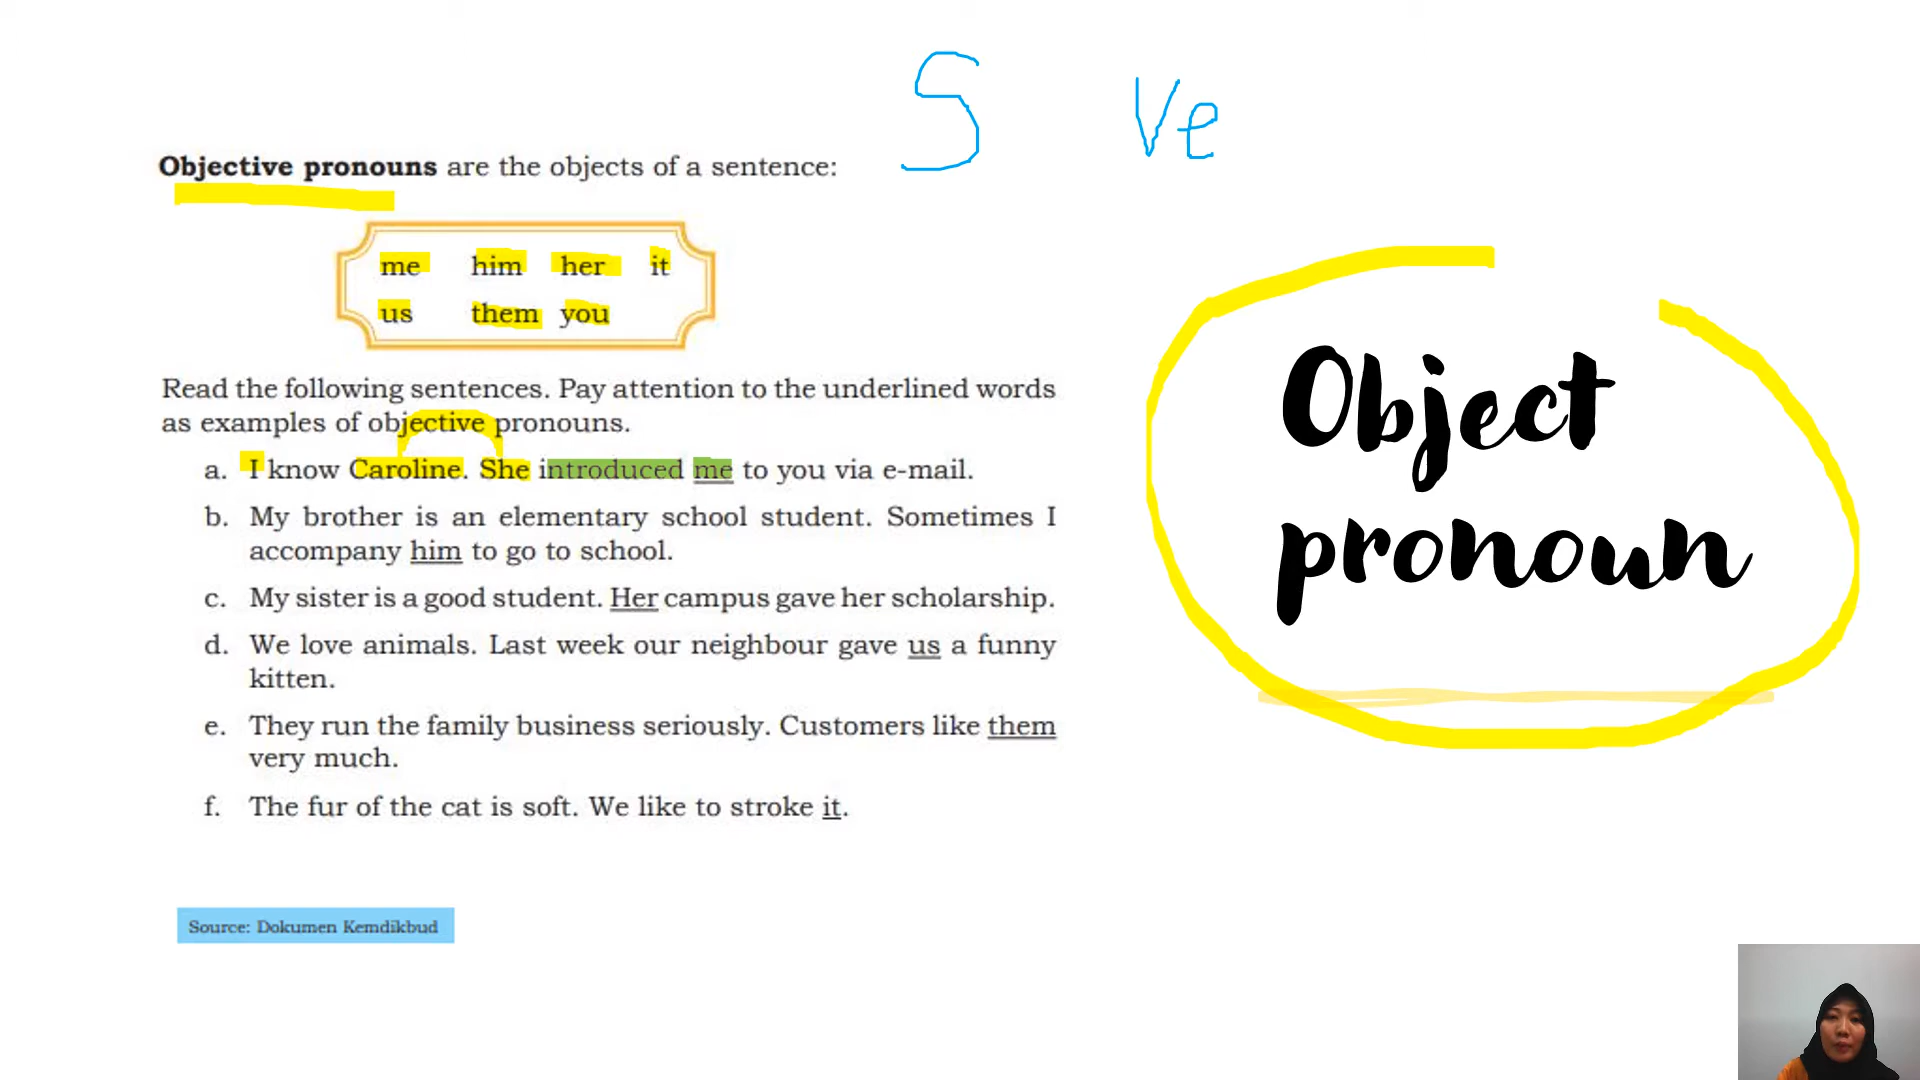 S Ve
Objective pronouns are the objects of a sentence:
me him her it
us them you
Read the following sentences. Pay attention to the underlined words
as examples of objective pronouns.
a. I know Caroline. She introduced me to you via e-mail.
b. My brother is an elementary school student. Sometimes I
accompany him to go to school.
c. My sister is a good student. Her campus gave her scholarship.
d. We love animals. Last week our neighbour gave us a funny
kitten.
e. They run the family business seriously. Customers like them
very much.
f. The fur of the cat is soft. We like to stroke it.
Source: Dokumen Kemdikbud
Object
pronoun